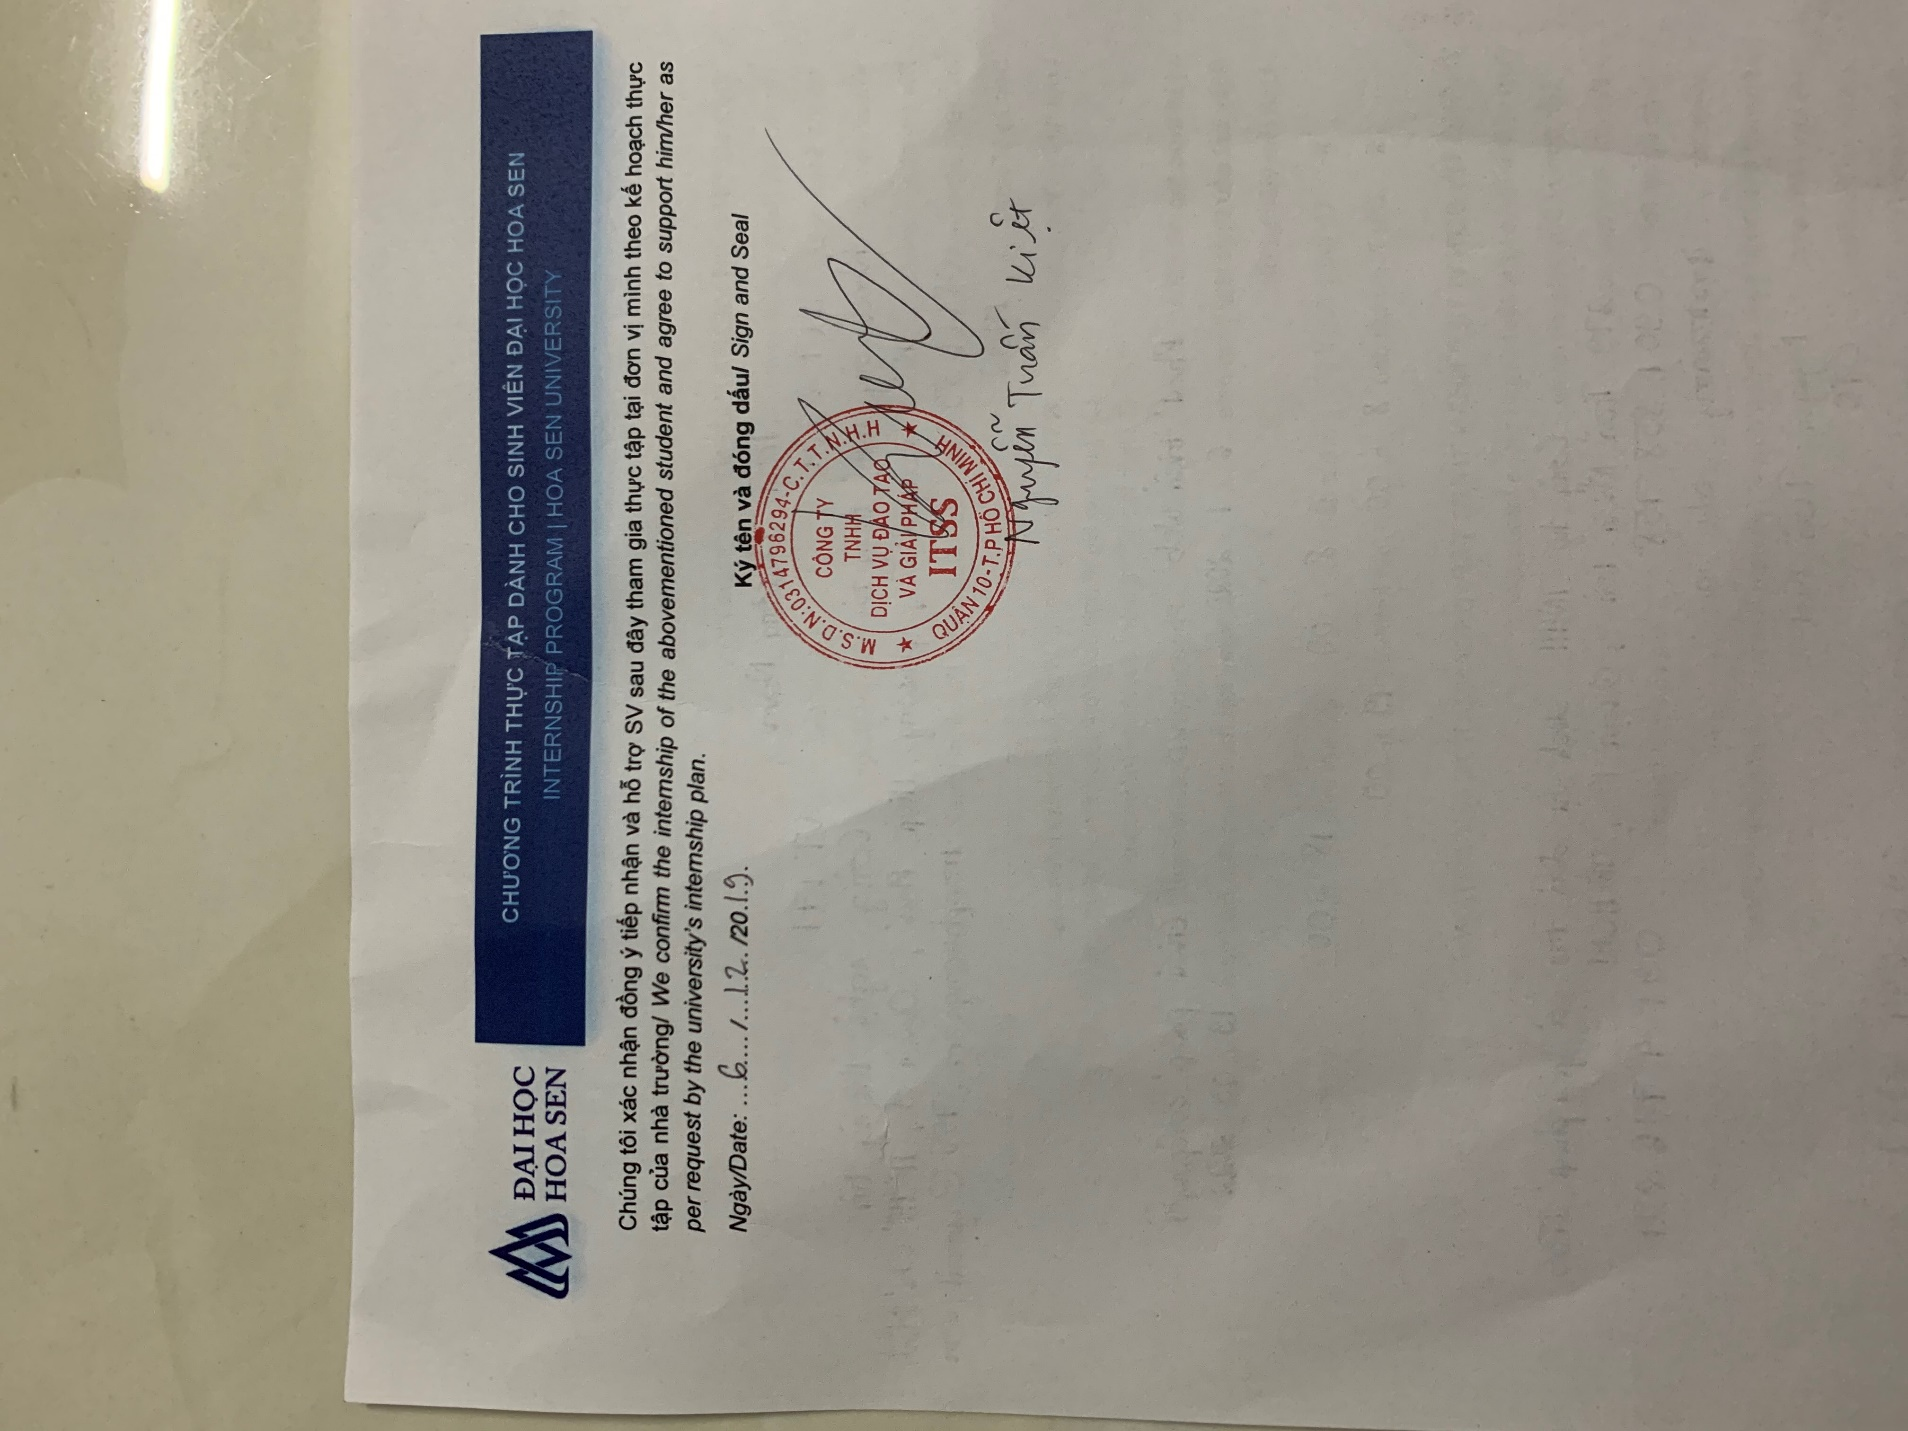 ĐẠI HỌC
HOA SEN
CHƯƠNG TRÌNH THỰC TẬP DÀNH CHO SINH VIÊN ĐẠI HỌC HOA SEN
INTERNSHIP PROGRAM | HOA SEN UNIVERSITY
Chúng tôi xác nhận đồng ý tiếp nhận và hỗ trợ SV sau đây tham gia thực tập tại đơn vị mình theo kế hoạch thực
tập của nhà trường/ We confirm the internship of the abovementioned student and agree to support him/her as
per request by the university's internship plan.
Ngày/Date: ...6..../....12.../2019.
Ký tên và đóng dấu/ Sign and Seal
M.S.D.N:0314796294-C.T.T.N.H.H
CÔNG TY
TNHH
DỊCH VỤ ĐÀO TẠO
VÀ GIẢI PHÁP
ITSS
QUẬN 10-T.P HỒ CHÍ MINH
Nguyễn Tuấn Kiệt